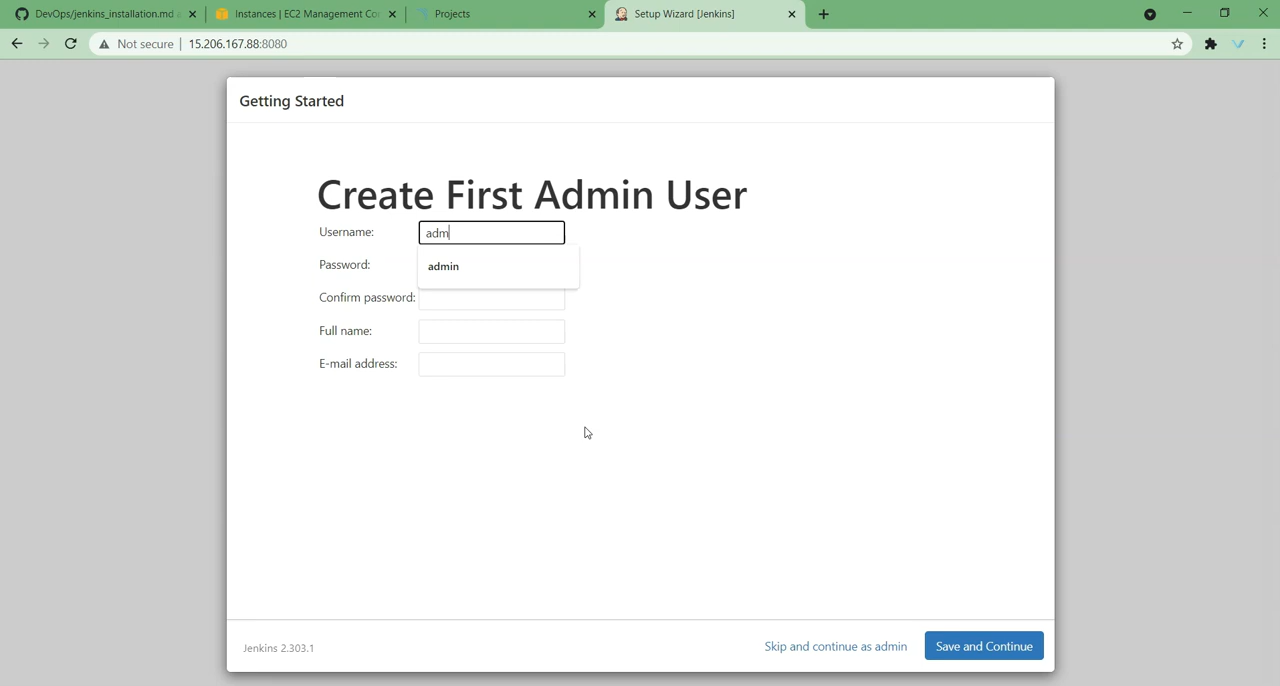 DevOps/jenkins_installation.md
Instances | EC2 Management Co
Projects
Setup Wizard [Jenkins]
Not secure | 15.206.167.88:8080
Getting Started
Create First Admin User
Username: adm
admin
Password:
Confirm password:
Full name:
E-mail address:
Jenkins 2.303.1
Skip and continue as admin
Save and Continue